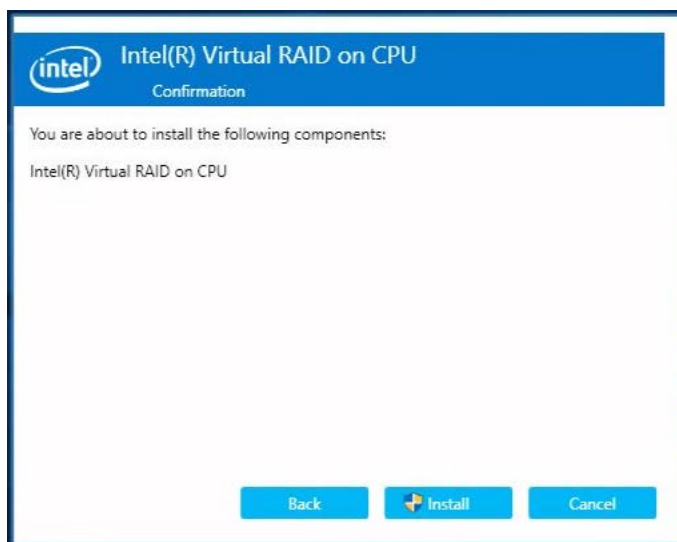 intel
Intel(R) Virtual RAID on CPU
Confirmation
You are about to install the following components:
Intel(R) Virtual RAID on CPU
Back
Install
Cancel